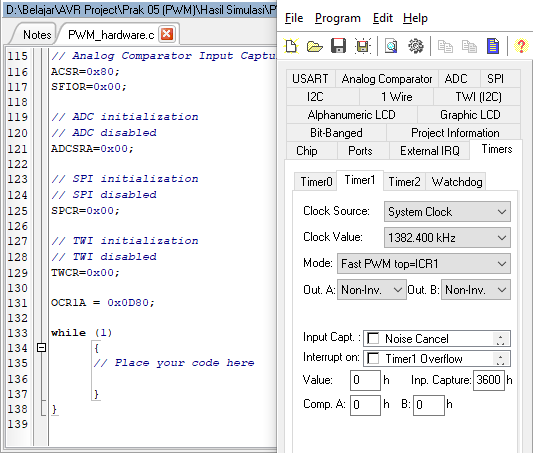 D:\Belajar\AVR Project\Prak 05 (PWM)\Hasil Simulasi\P
Notes PWM_hardware.c
115 // Analog Comparator Input Captu
116 ACSR=0x80;
117 SFIOR=0x00;
118
119 // ADC initialization
120 // ADC disabled
121 ADCSRA=0x00;
122
123 // SPI initialization
124 // SPI disabled
125 SPCR=0x00;
126
127 // TWI initialization
128 // TWI disabled
129 TWCR=0x00;
130
131 OCR1A = 0x0D80;
132
133 while (1)
134 {
135 // Place your code here
136
137 }
138 }
139
File Program Edit Help
USART Analog Comparator ADC SPI
I2C 1 Wire TWI (I2C)
Alphanumeric LCD Graphic LCD
Bit-Banged Project Information
Chip Ports External IRQ Timers
Timer0 Timer1 Timer2 Watchdog
Clock Source: System Clock
Clock Value: 1382.400 kHz
Mode: Fast PWM top=ICR1
Out. A: Non-Inv. Out. B: Non-Inv.
Input Capt. : Noise Cancel
Interrupt on: Timer1 Overflow
Value: 0 h Inp. Capture: 3600 h
Comp. A: 0 h B: 0 h